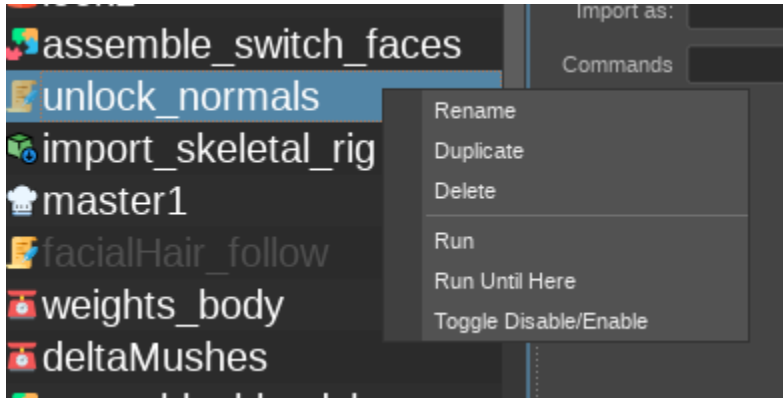 assemble_switch_faces
unlock_normals
import_skeletal_rig
master1
facialHair_follow
weights_body
deltaMushes
Import as:
Commands
Rename
Duplicate
Delete
Run
Run Until Here
Toggle Disable/Enable